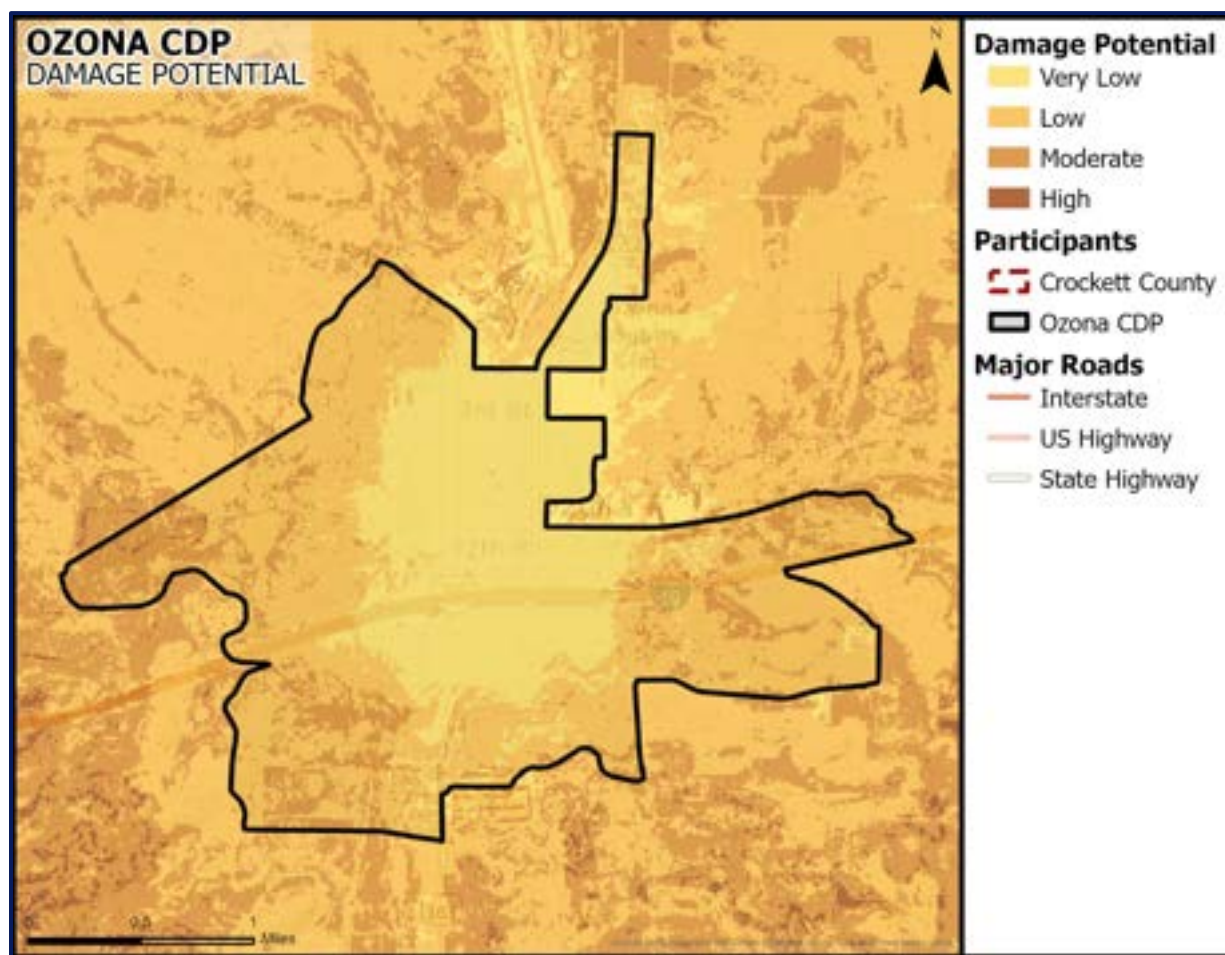 OZONA CDP
DAMAGE POTENTIAL
N
Damage Potential
Very Low
Low
Moderate
High
Participants
Crockett County
Ozona CDP
Major Roads
Interstate
US Highway
State Highway
0 0.5 1
Miles